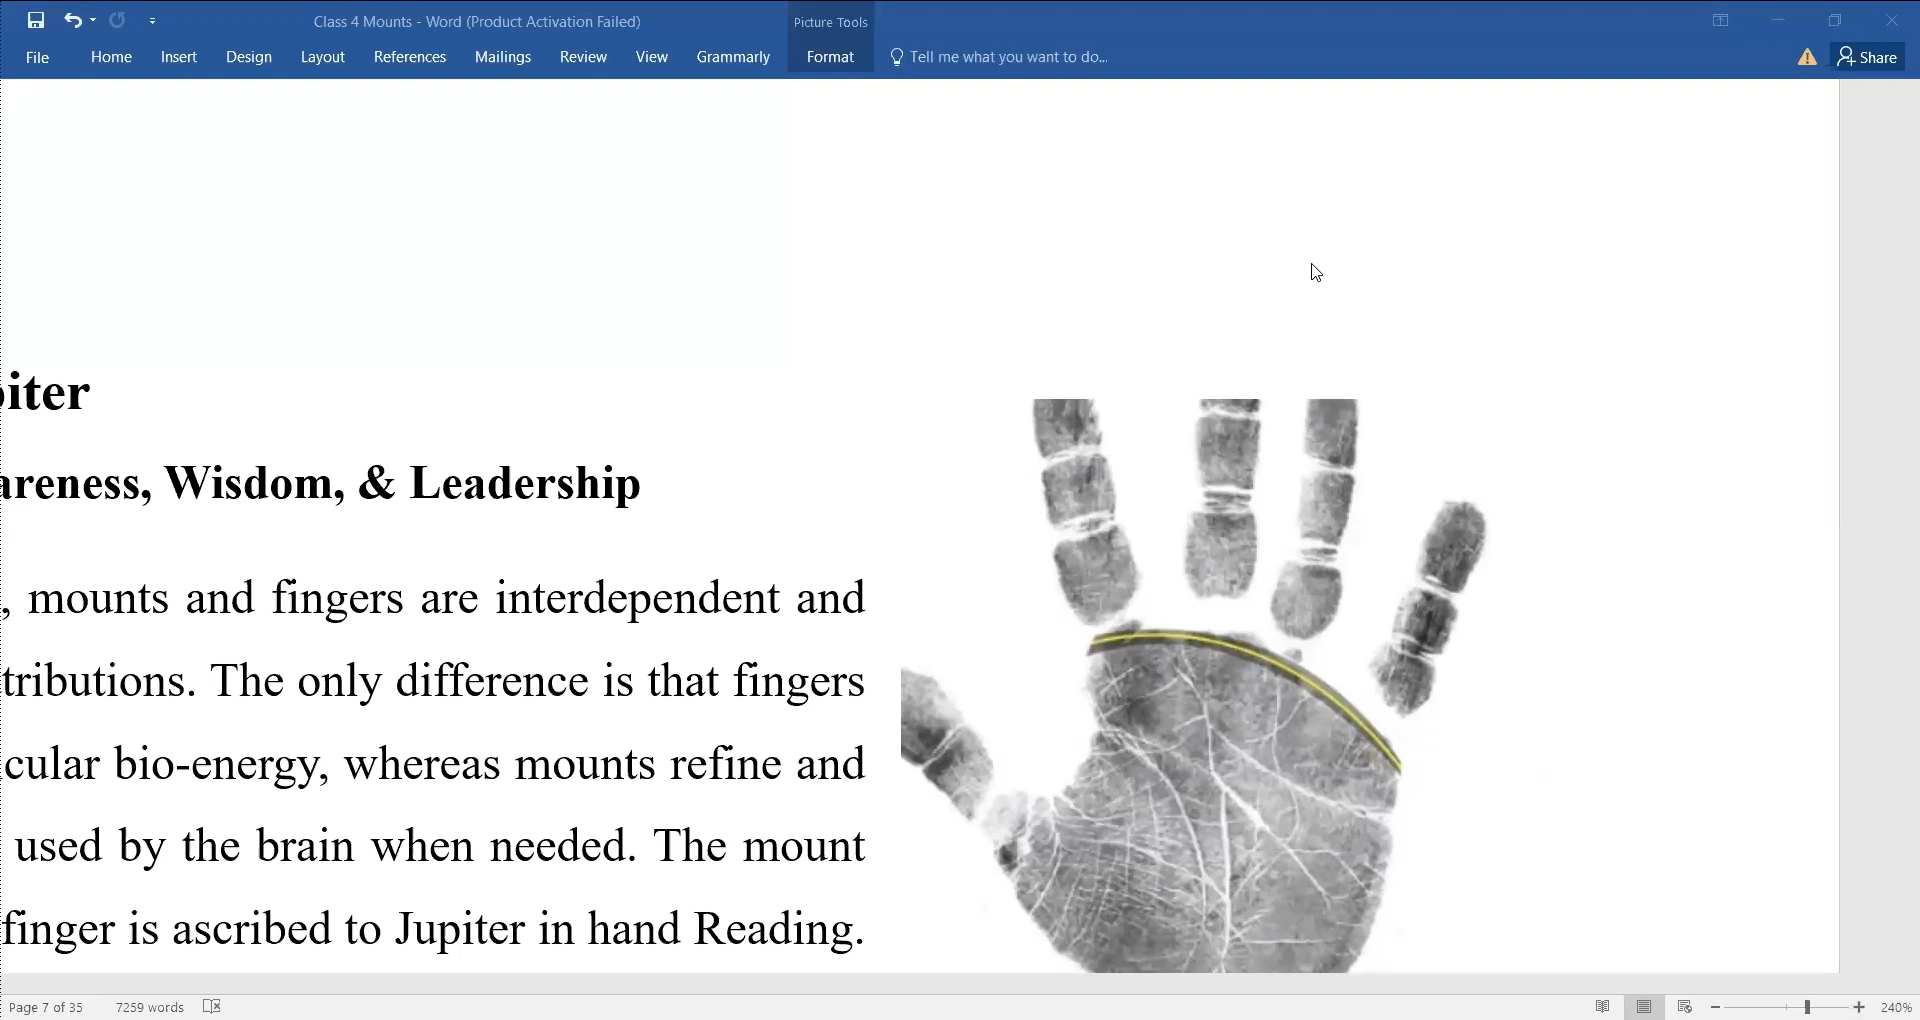 Class 4 Mounts - Word (Product Activation Failed)
Picture Tools
File Home Insert Design Layout References Mailings Review View Grammarly Format Tell me what you want to do... Share
piter
areness, Wisdom, & Leadership
, mounts and fingers are interdependent and
tributions. The only difference is that fingers
cular bio-energy, whereas mounts refine and
used by the brain when needed. The mount
finger is ascribed to Jupiter in hand Reading.
Page 7 of 35 7259 words 240%